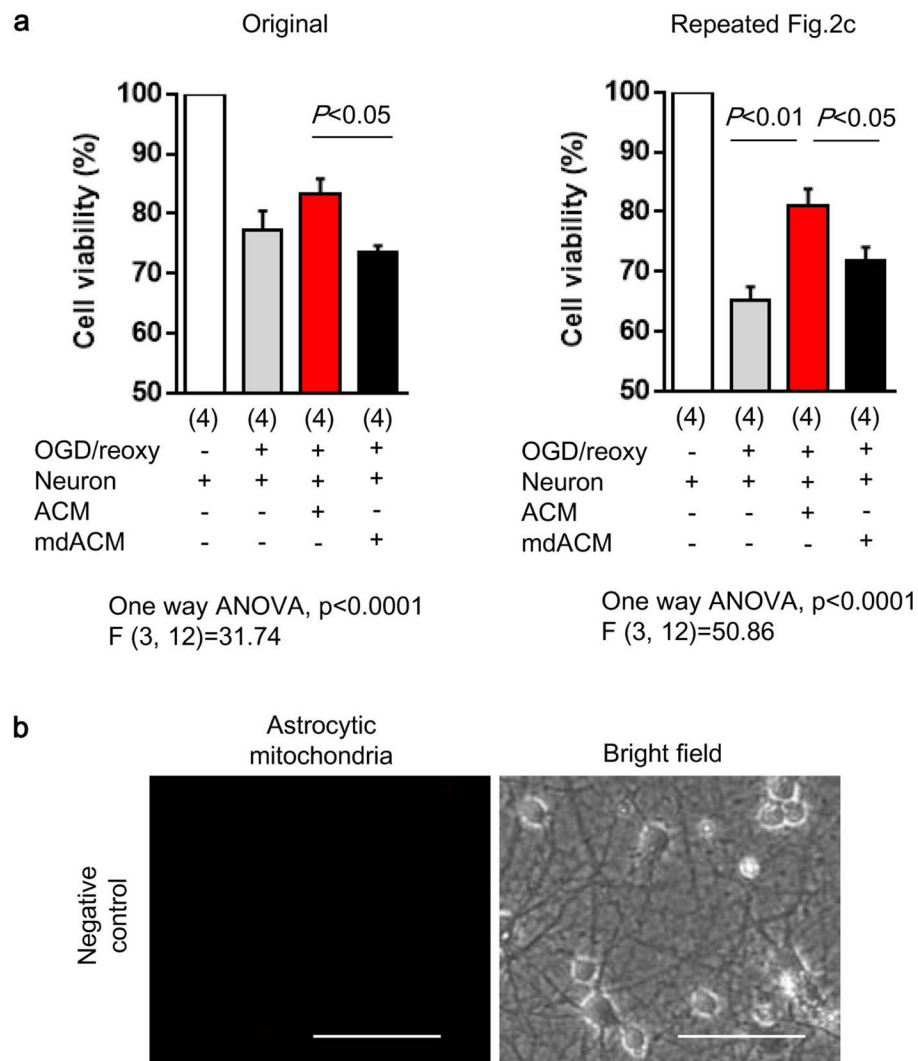 a
Original
Repeated Fig.2c
100
90
80
70
60
50
Cell viability (%)
P<0.05
(4) (4) (4) (4)
OGD/reoxy - + + +
Neuron + + + +
ACM - - + -
mdACM - - - +
One way ANOVA, p<0.0001
F (3, 12)=31.74
100
90
80
70
60
50
Cell viability (%)
P<0.01 P<0.05
(4) (4) (4) (4)
OGD/reoxy - + + +
Neuron + + + +
ACM - - + -
mdACM - - - +
One way ANOVA, p<0.0001
F (3, 12)=50.86
b
Astrocytic
mitochondria
Bright field
Negative
control